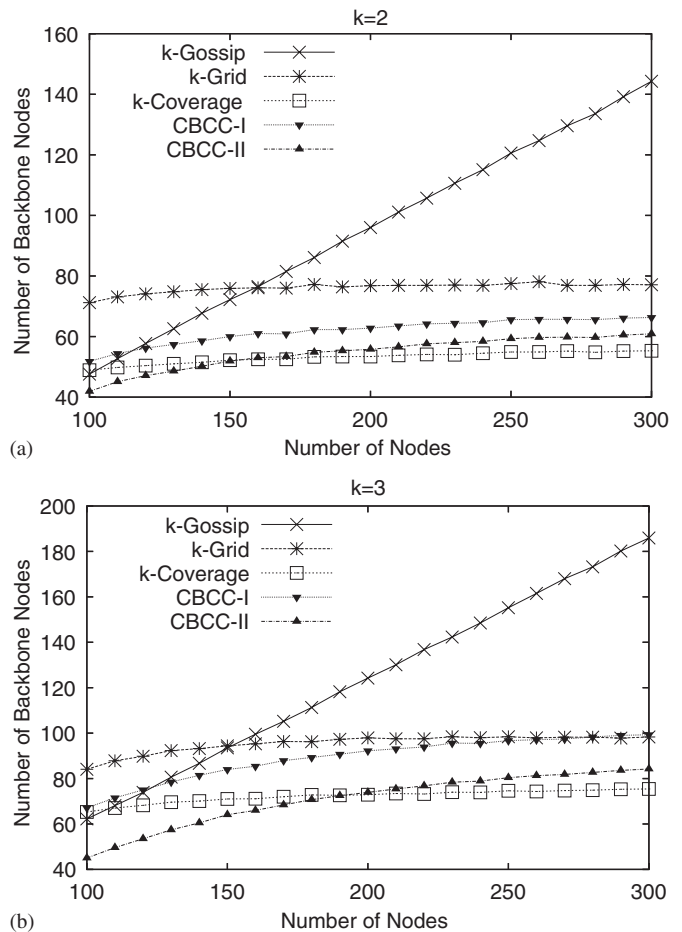 k=2
Number of Backbone Nodes
160
140
120
100
80
60
40
k-Gossip
k-Grid
k-Coverage
CBCC-I
CBCC-II
100 150 200 250 300
Number of Nodes
(a)
k=3
Number of Backbone Nodes
200
180
160
140
120
100
80
60
40
k-Gossip
k-Grid
k-Coverage
CBCC-I
CBCC-II
100 150 200 250 300
Number of Nodes
(b)